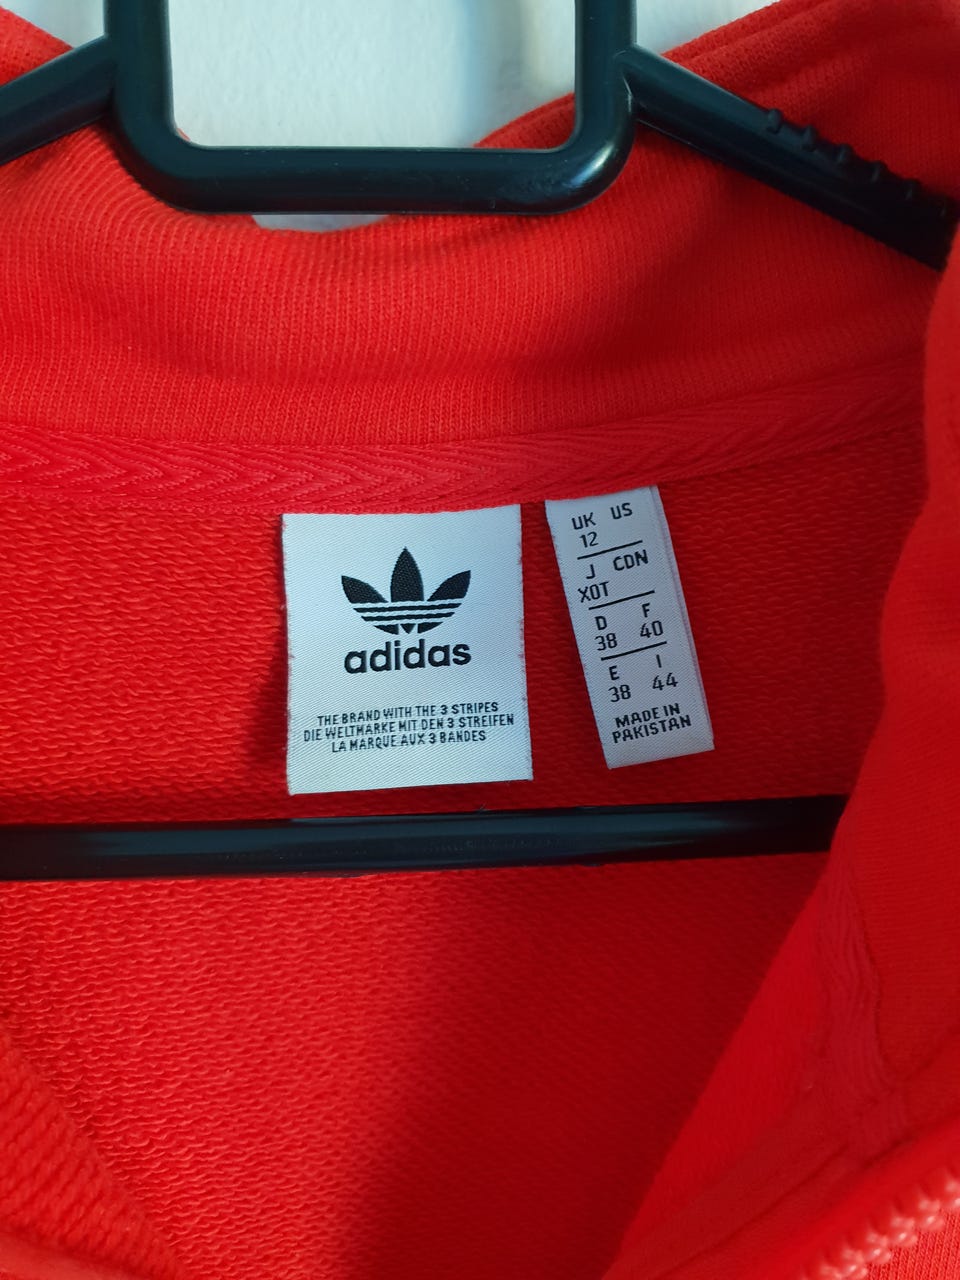 adidas
THE BRAND WITH THE 3 STRIPES
DIE WELTMARKE MIT DEN 3 STREIFEN
LA MARQUE AUX 3 BANDES
UK US
12
J CDN
XOT
D F
38 40
E I
38 44
MADE IN
PAKISTAN